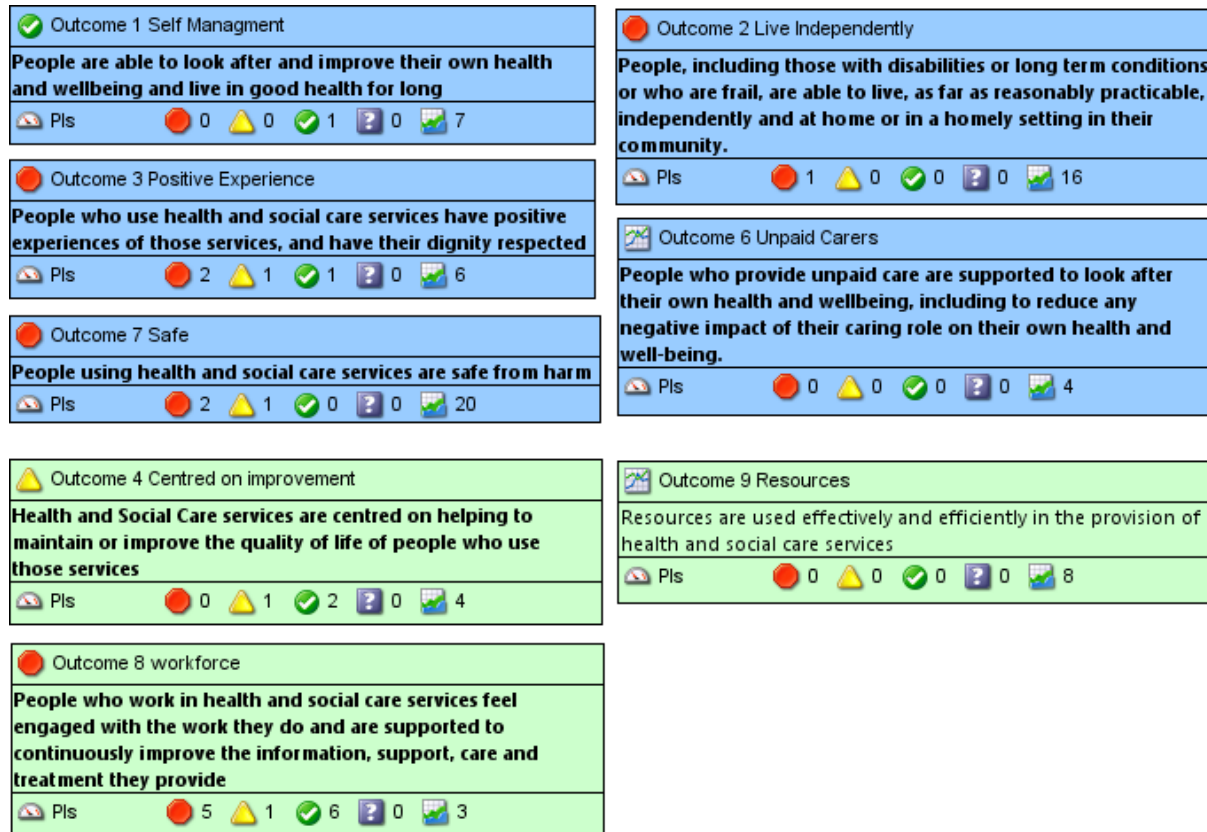 Outcome 1 Self Managment
People are able to look after and improve their own health
and wellbeing and live in good health for long
PIs 0 0 1 ? 0 7
Outcome 2 Live Independently
People, including those with disabilities or long term conditions
or who are frail, are able to live, as far as reasonably practicable,
independently and at home or in a homely setting in their
community.
PIs 1 0 0 ? 0 16
Outcome 3 Positive Experience
People who use health and social care services have positive
experiences of those services, and have their dignity respected
PIs 2 1 1 ? 0 6
Outcome 6 Unpaid Carers
People who provide unpaid care are supported to look after
their own health and wellbeing, including to reduce any
negative impact of their caring role on their own health and
well-being.
PIs 0 0 0 ? 0 4
Outcome 7 Safe
People using health and social care services are safe from harm
PIs 2 1 0 ? 0 20
Outcome 4 Centred on improvement
Health and Social Care services are centred on helping to
maintain or improve the quality of life of people who use
those services
PIs 0 1 2 ? 0 4
Outcome 9 Resources
Resources are used effectively and efficiently in the provision of
health and social care services
PIs 0 0 0 ? 0 8
Outcome 8 workforce
People who work in health and social care services feel
engaged with the work they do and are supported to
continuously improve the information, support, care and
treatment they provide
PIs 5 1 6 ? 0 3